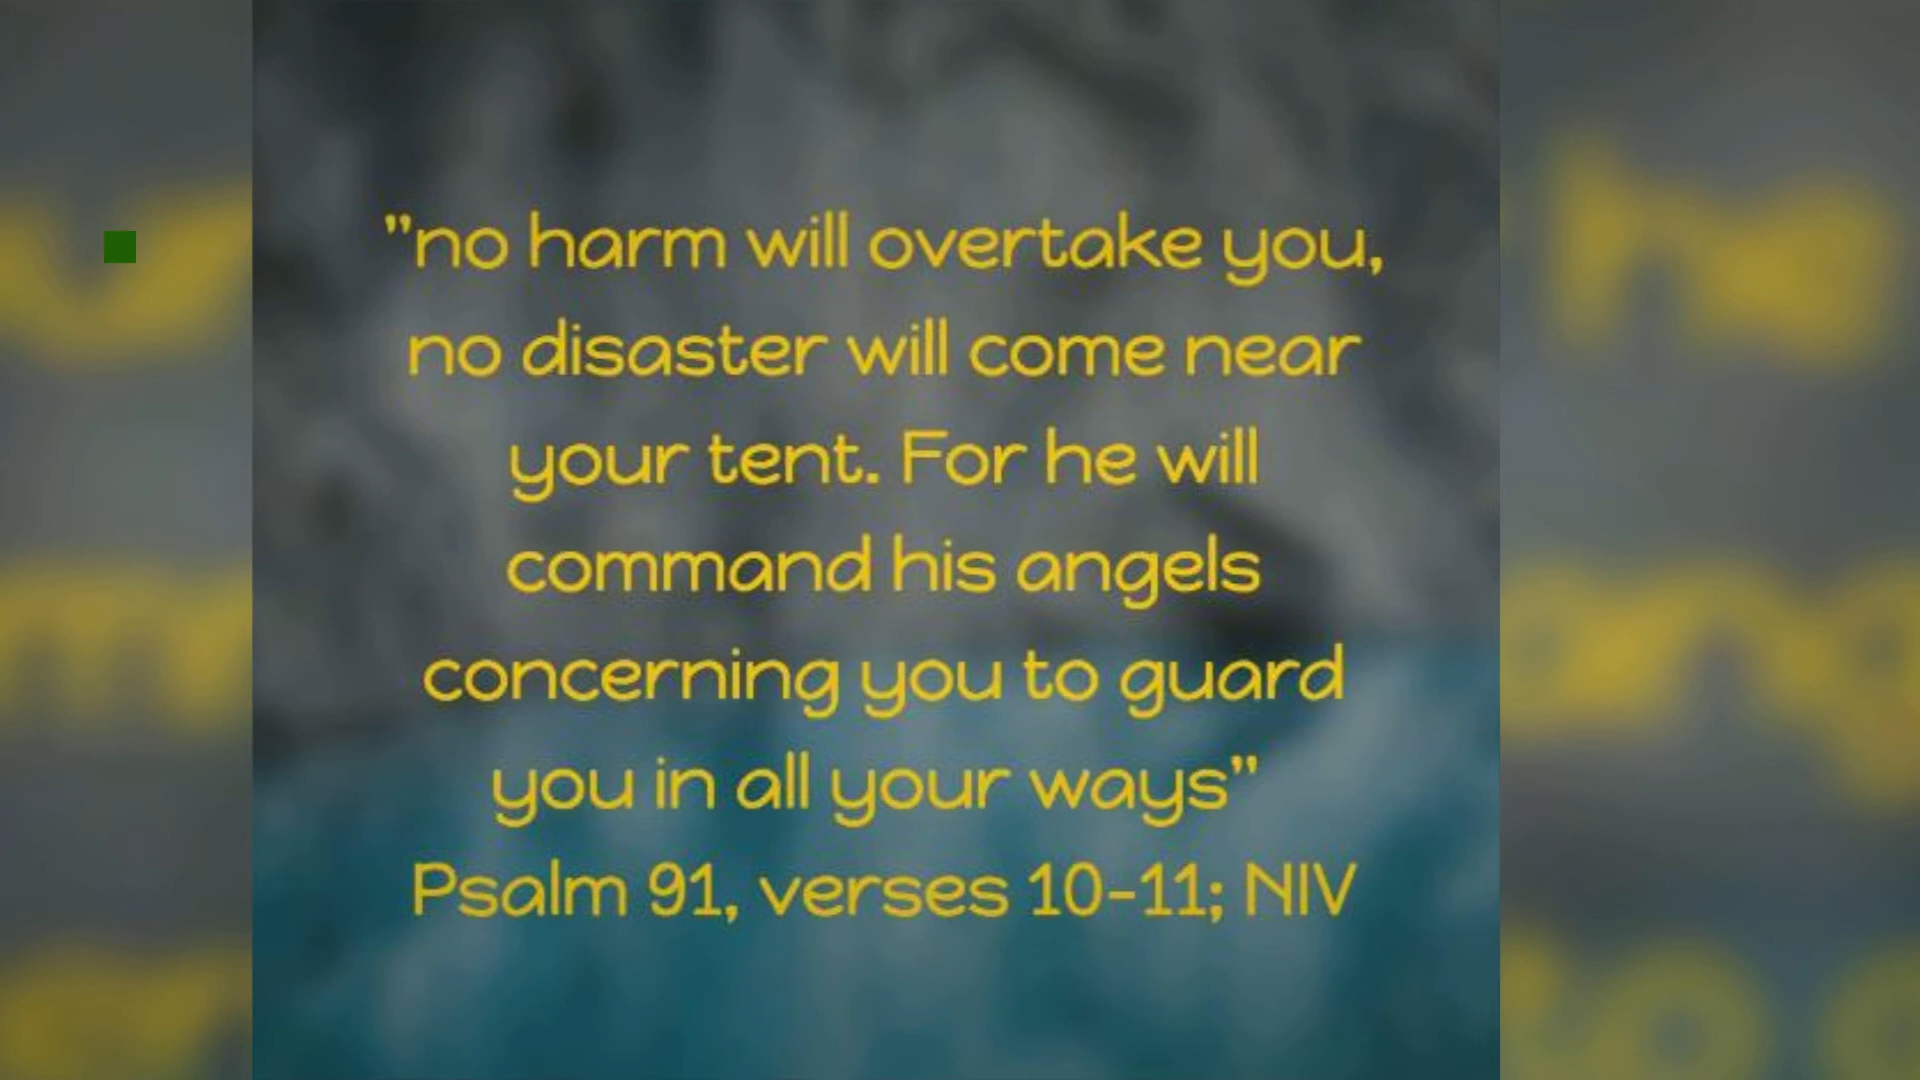 "no harm will overtake you,
no disaster will come near
your tent. For he will
command his angels
concerning you to guard
you in all your ways"
Psalm 91, verses 10-11; NIV